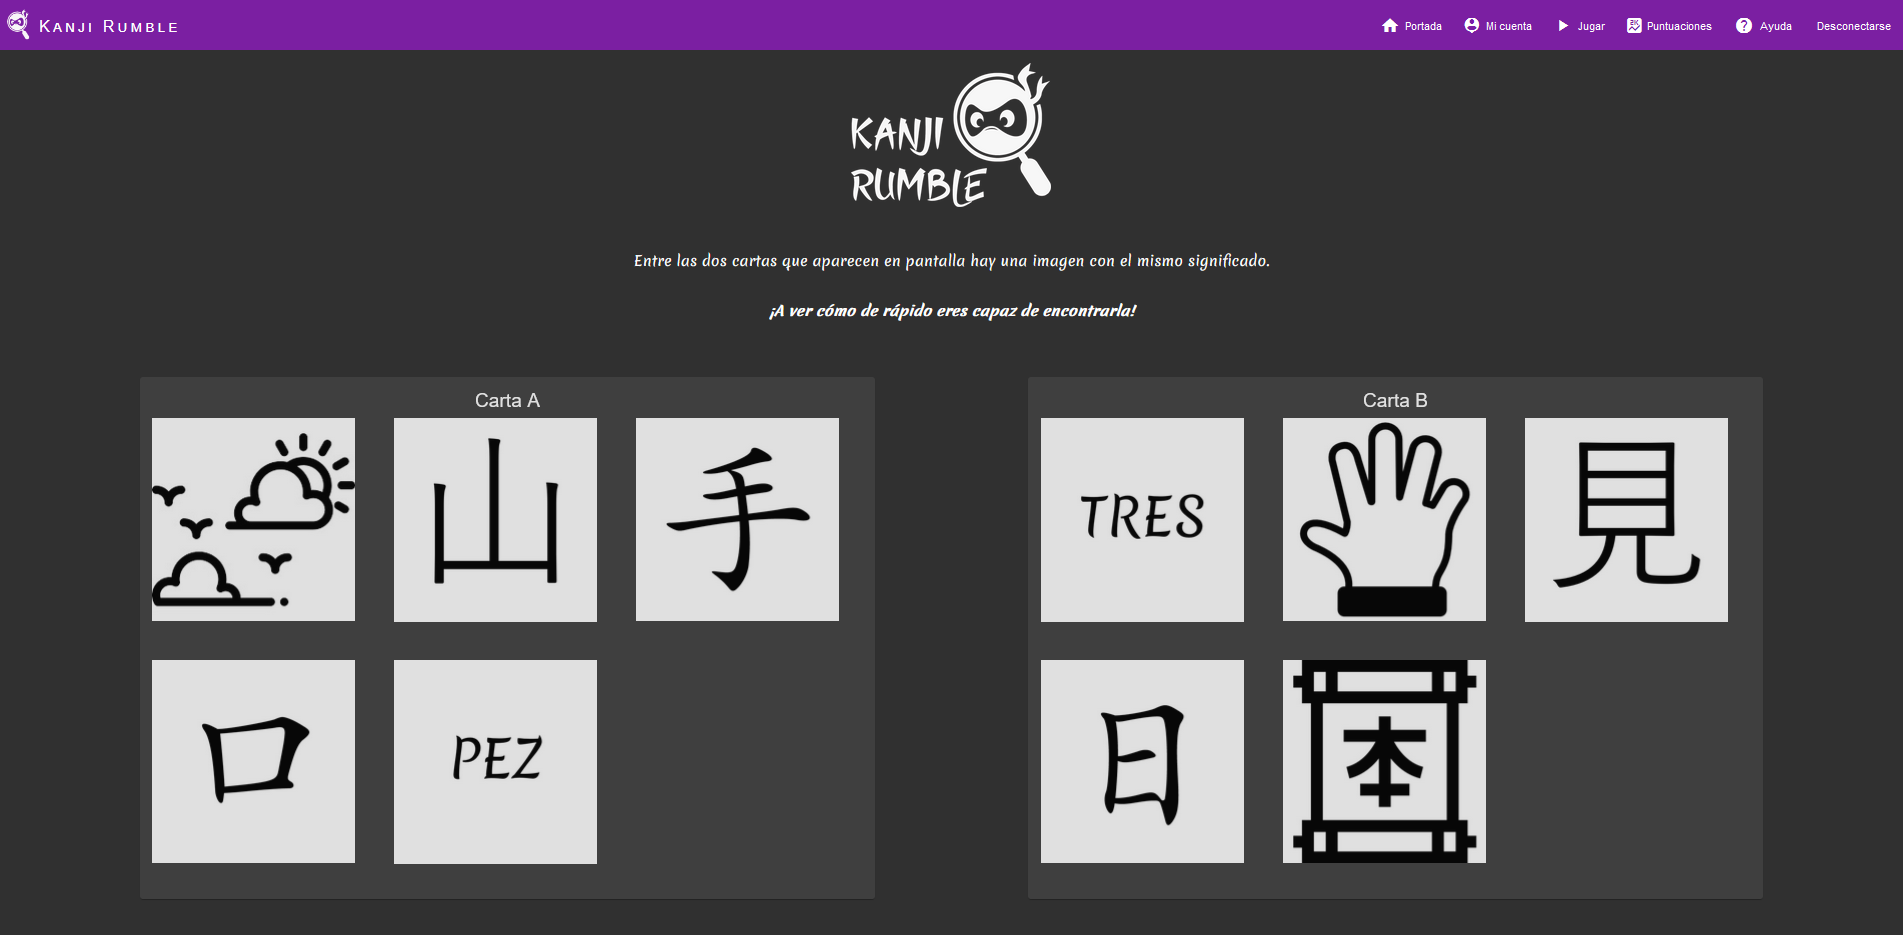 Kanji Rumble
Portada
Mi cuenta
Jugar
Puntuaciones
Ayuda
Desconectarse
KANJI
RUMBLE
Entre las dos cartas que aparecen en pantalla hay una imagen con el mismo significado.
¡A ver cómo de rápido eres capaz de encontrarla!
Carta A
山
手
口
PEZ
Carta B
TRES
見
日
本